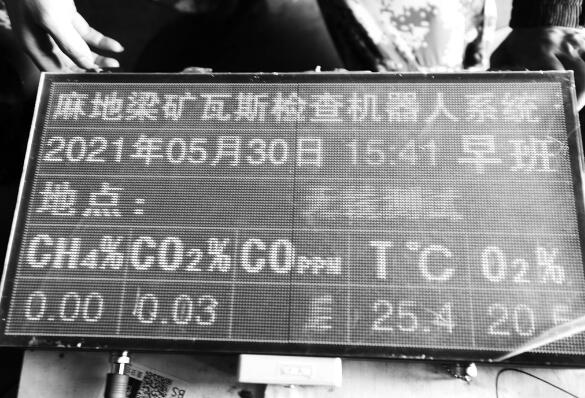 麻地梁矿瓦斯检查机器人系统
2021年05月30日 15:41 早班
地点:
CH₄% CO₂% COPPM T℃ O₂%
0.00 0.03 25.4 20.